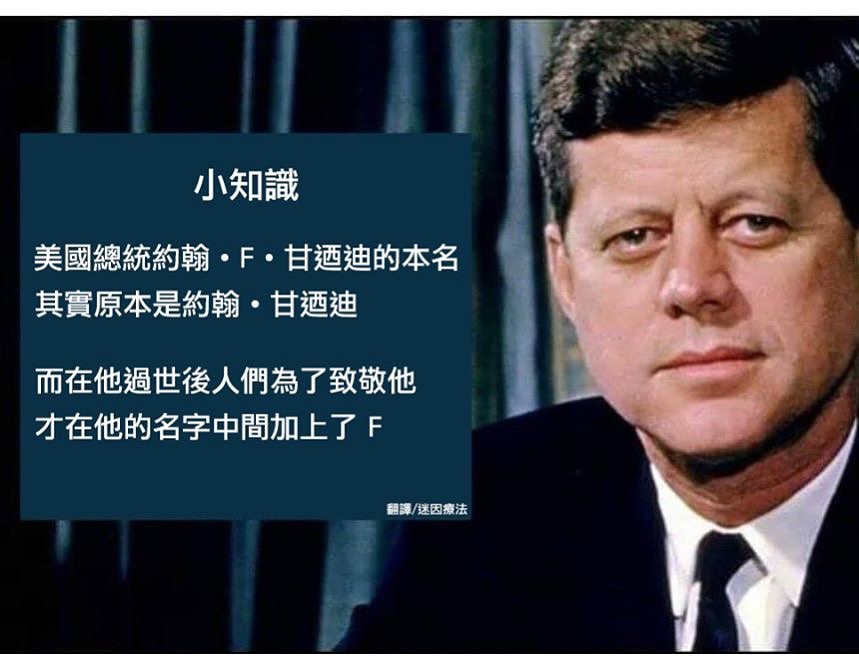 小知識
美國總統約翰・F・甘迺迪的本名
其實原本是約翰・甘迺迪
而在他過世後人們為了致敬他
才在他的名字中間加上了 F
翻譯/迷因療法